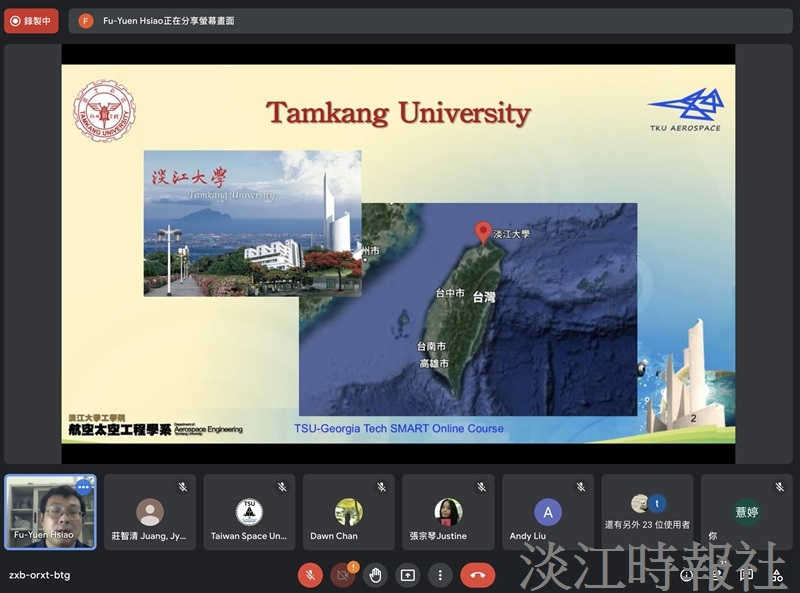 錄製中
F
Fu-Yuen Hsiao正在分享螢幕畫面
TAMKANG UNIVERSITY
Tamkang University
TKU AEROSPACE
淡江大學
Tamkang University
州市
淡江大學
台中市
台灣
台南市
高雄市
淡江大學工學院
航空太空工程學系
Department of
Aerospace Engineering
Tamkang University
TSU-Georgia Tech SMART Online Course
2
TSU
A
t
薏婷
Fu-Yuen Hsiao
莊智清 Juang, Jy...
Taiwan Space Un...
Dawn Chan
張宗琴Justine
Andy Liu
還有另外 23 位使用者
你
zxb-orxt-btg
淡江時報社